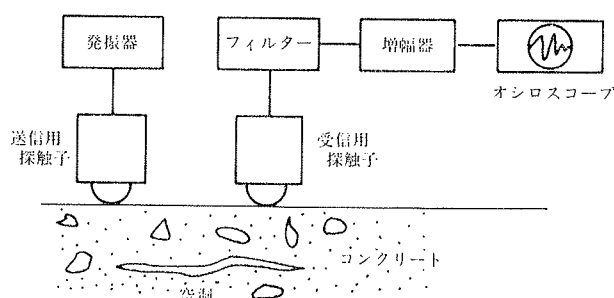 発振器
フィルター
増幅器
オシロスコープ
送信用
探触子
受信用
探触子
コンクリート
空洞